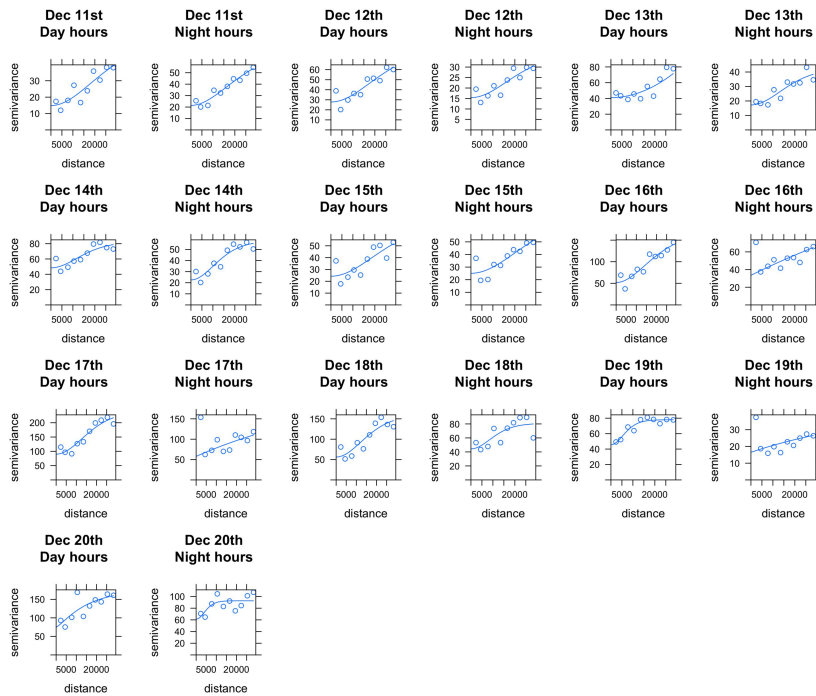 Dec 11st Dec 11st Dec 12th Dec 12th Dec 13th Dec 13th
Day hours Night hours Day hours Night hours Day hours Night hours
semivariance semivariance semivariance semivariance semivariance semivariance
30 50 60 30 80 40
20 40 50 25 60 30
10 30 40 20 40 20
20 30 15 20 10
10 20 10
10 5
5000 20000 5000 20000 5000 20000 5000 20000 5000 20000 5000 20000
distance distance distance distance distance distance
Dec 14th Dec 14th Dec 15th Dec 15th Dec 16th Dec 16th
Day hours Night hours Day hours Night hours Day hours Night hours
semivariance semivariance semivariance semivariance semivariance semivariance
80 50 50 50 100 60
60 40 40 40 50 40
40 30 30 30 20
20 20 20 20
10 10 10
5000 20000 5000 20000 5000 20000 5000 20000 5000 20000 5000 20000
distance distance distance distance distance distance
Dec 17th Dec 17th Dec 18th Dec 18th Dec 19th Dec 19th
Day hours Night hours Day hours Night hours Day hours Night hours
semivariance semivariance semivariance semivariance semivariance semivariance
200 150 150 80 80 30
150 100 100 60 60 20
100 50 50 40 40 10
50 20 20
5000 20000 5000 20000 5000 20000 5000 20000 5000 20000 5000 20000
distance distance distance distance distance distance
Dec 20th Dec 20th
Day hours Night hours
semivariance semivariance
150 100
100 80
50 60
40
20
5000 20000 5000 20000
distance distance